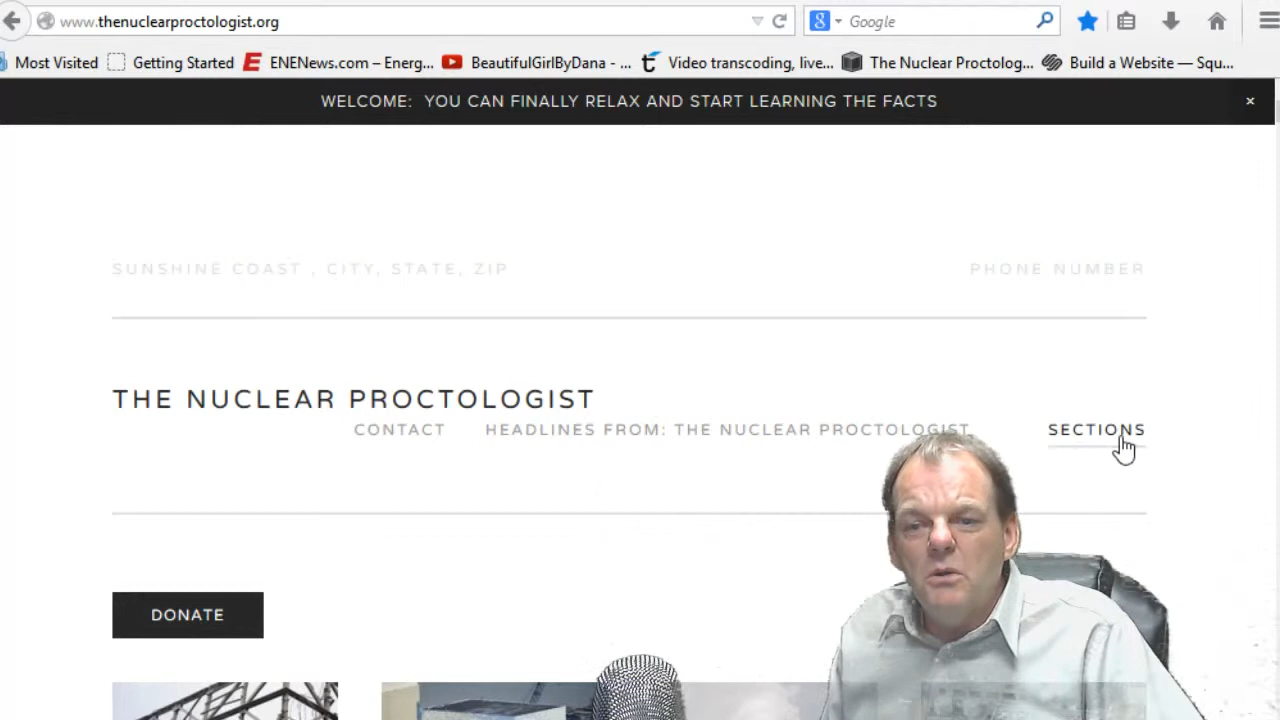 www.thenuclearproctologist.org
Google
Most Visited Getting Started ENENews.com – Energ... BeautifulGirlByDana - ... Video transcoding, live... The Nuclear Proctolog... Build a Website — Squ...
WELCOME: YOU CAN FINALLY RELAX AND START LEARNING THE FACTS ×
SUNSHINE COAST , CITY, STATE, ZIP PHONE NUMBER
THE NUCLEAR PROCTOLOGIST
CONTACT HEADLINES FROM: THE NUCLEAR PROCTOLOGIST SECTIONS
DONATE